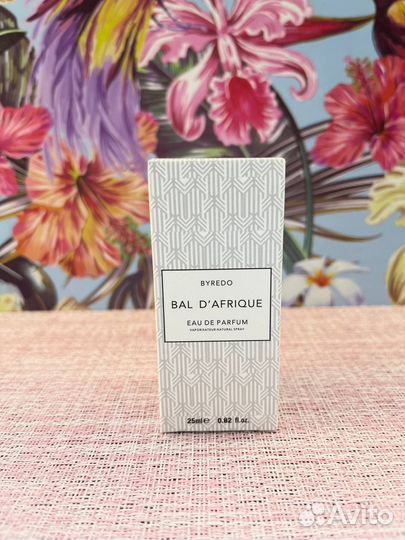 BYREDO
BAL D'AFRIQUE
EAU DE PARFUM
VAPORISATEUR NATURAL SPRAY
25ml℮ 0.82 fl.oz.
Avito